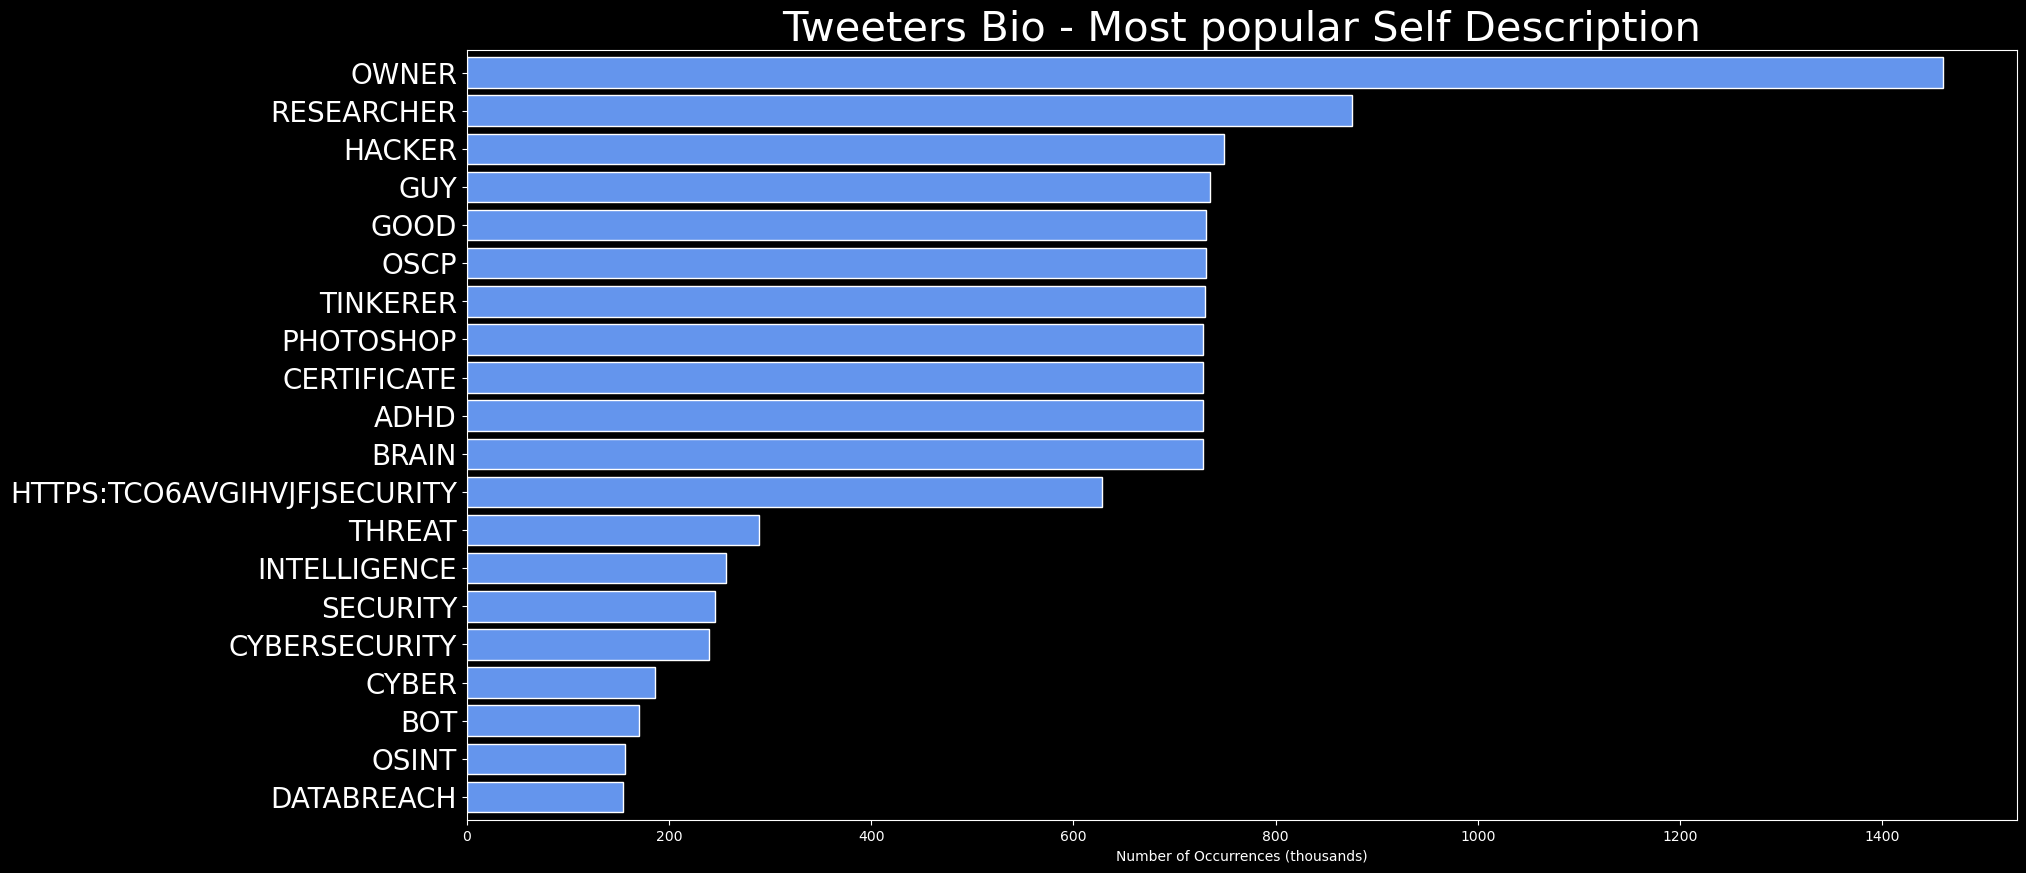 Tweeters Bio - Most popular Self Description
OWNER
RESEARCHER
HACKER
GUY
GOOD
OSCP
TINKERER
PHOTOSHOP
CERTIFICATE
ADHD
BRAIN
HTTPS:TCO6AVGIHVJFJSECURITY
THREAT
INTELLIGENCE
SECURITY
CYBERSECURITY
CYBER
BOT
OSINT
DATABREACH
0 200 400 600 800 1000 1200 1400
Number of Occurrences (thousands)